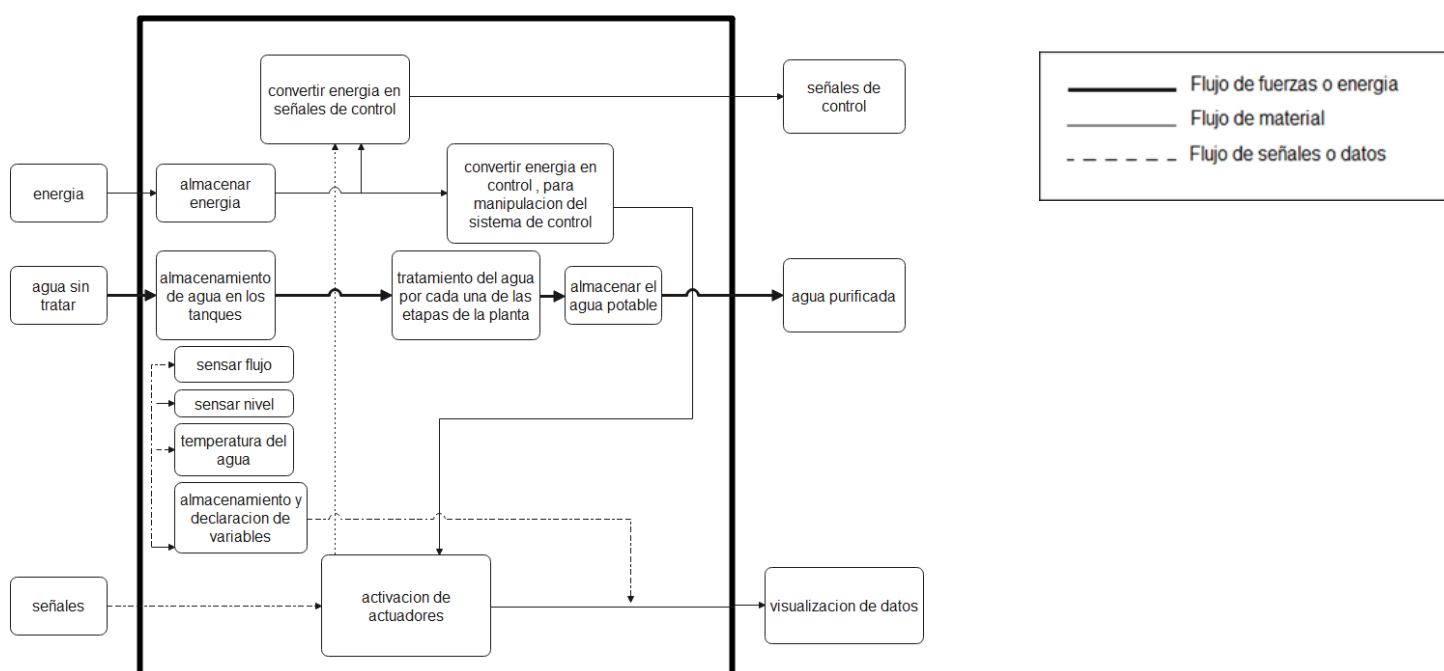 convertir energia en
señales de control
señales de
control
Flujo de fuerzas o energia
Flujo de material
Flujo de señales o datos
energia
almacenar
energia
convertir energia en
control , para
manipulacion del
sistema de control
agua sin
tratar
almacenamiento
de agua en los
tanques
tratamiento del agua
por cada una de las
etapas de la planta
almacenar el
agua potable
agua purificada
sensar flujo
sensar nivel
temperatura del
agua
almacenamiento y
declaracion de
variables
señales
activacion de
actuadores
visualizacion de datos